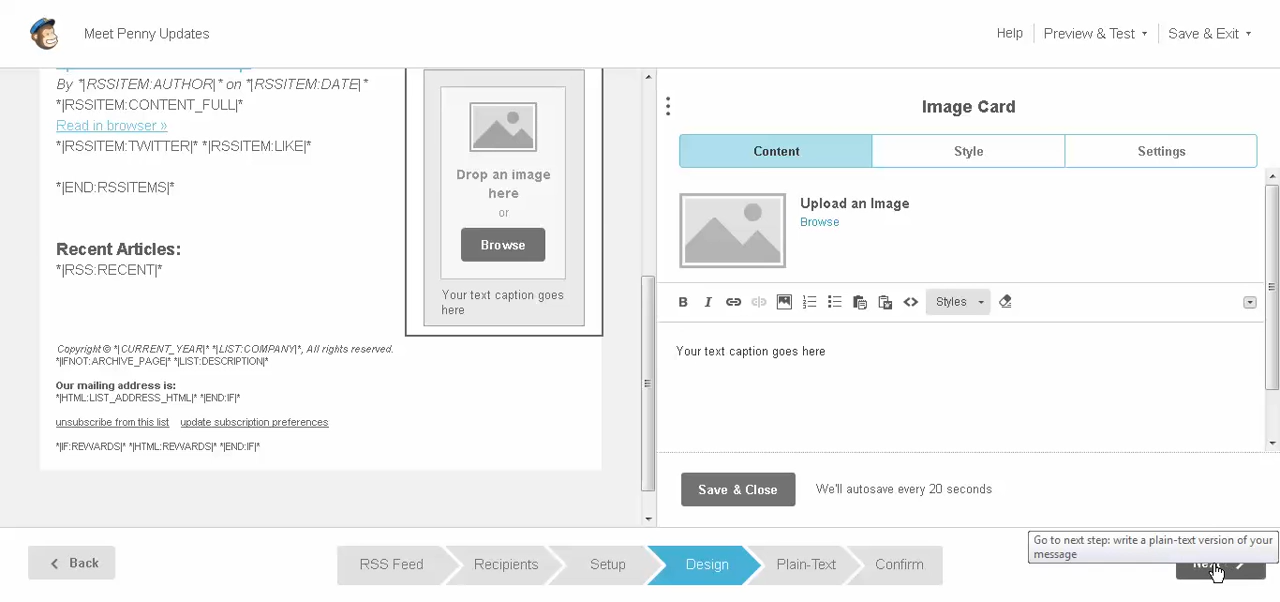 Meet Penny Updates
Help
Preview & Test
Save & Exit
By *|RSSITEM:AUTHOR|* on *|RSSITEM:DATE|*
*|RSSITEM:CONTENT_FULL|*
Read in browser »
*|RSSITEM:TWITTER|* *|RSSITEM:LIKE|*
*|END:RSSITEMS|*
Recent Articles:
*|RSS:RECENT|*
Drop an image
here
or
Browse
Your text caption goes
here
Copyright © *|CURRENT_YEAR|* *|LIST:COMPANY|*, All rights reserved.
*|IFNOT:ARCHIVE_PAGE|* *|LIST:DESCRIPTION|*
Our mailing address is:
*|HTML:LIST_ADDRESS_HTML|* *|END:IF|*
unsubscribe from this list    update subscription preferences
*|IF:REWARDS|* *|HTML:REWARDS|* *|END:IF|*
Image Card
Content
Style
Settings
Upload an Image
Browse
B I
Styles
Your text caption goes here
Save & Close
We'll autosave every 20 seconds
Go to next step: write a plain-text version of your
message
Back
RSS Feed
Recipients
Setup
Design
Plain-Text
Confirm
Next